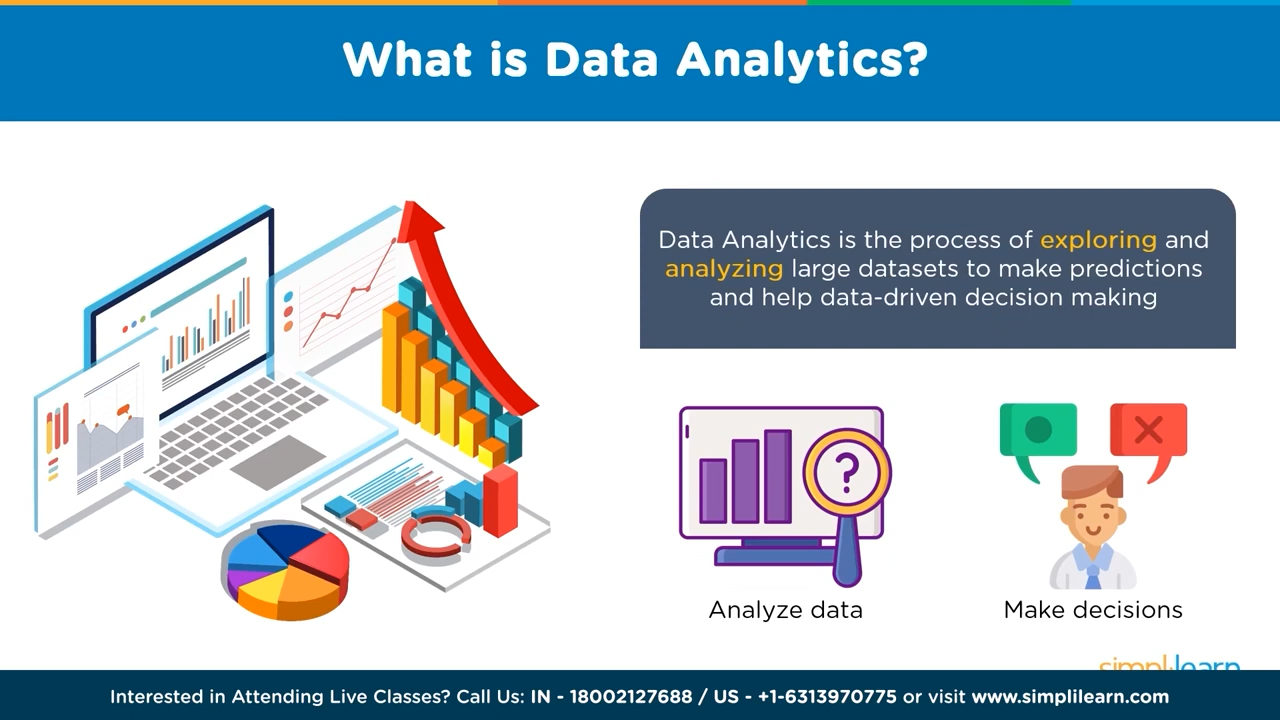 What is Data Analytics?
Data Analytics is the process of exploring and
analyzing large datasets to make predictions
and help data-driven decision making
?
Analyze data
Make decisions
simplilearn
Interested in Attending Live Classes? Call Us: IN - 18002127688 / US - +1-6313970775 or visit www.simplilearn.com